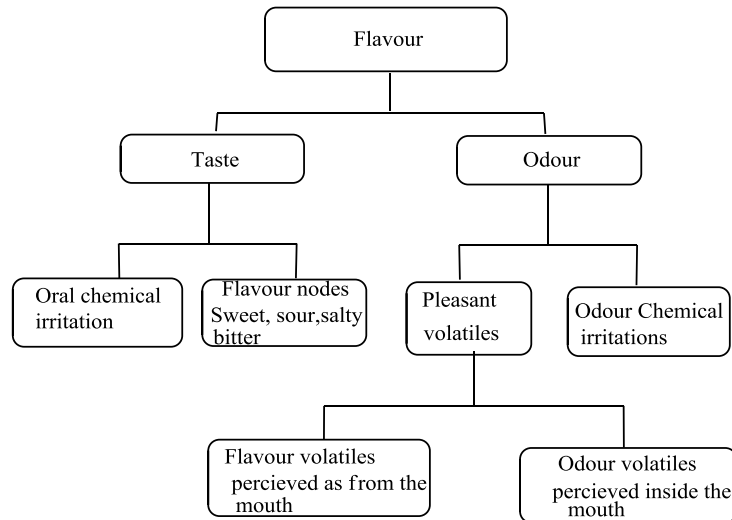 Flavour
Taste
Odour
Oral chemical
irritation
Flavour nodes
Sweet, sour,salty
bitter
Pleasant
volatiles
Odour Chemical
irritations
Flavour volatiles
percieved as from the
mouth
Odour volatiles
percieved inside the
mouth